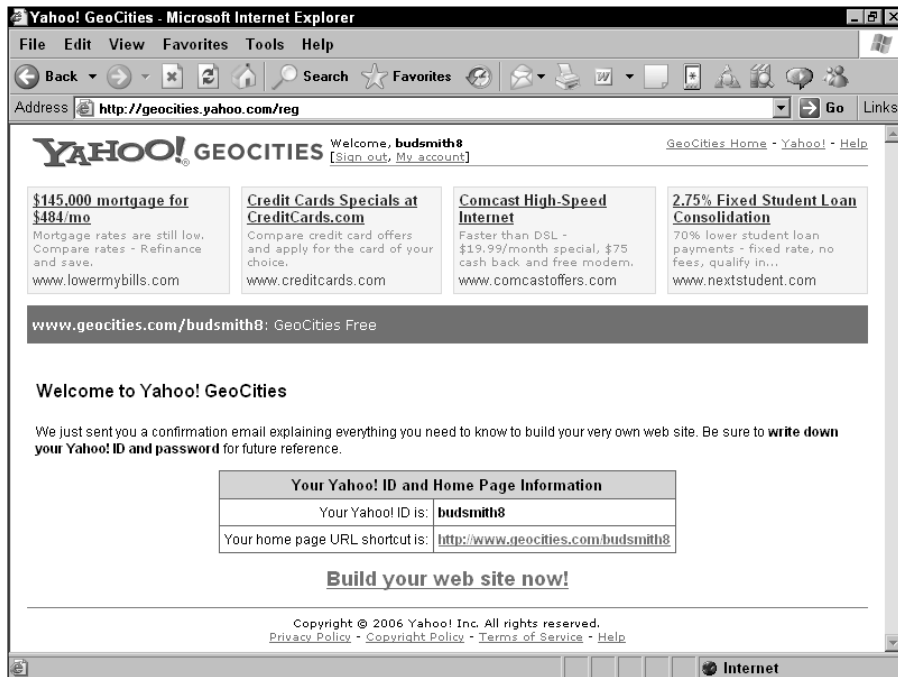 Yahoo! GeoCities - Microsoft Internet Explorer
File Edit View Favorites Tools Help
Back Search Favorites W
Address http://geocities.yahoo.com/reg Go Links
YAHOO! GEOCITIES
Welcome, budsmith8
[Sign out, My account]
GeoCities Home - Yahoo! - Help
$145,000 mortgage for
$484/mo
Mortgage rates are still low.
Compare rates - Refinance
and save.
www.lowermybills.com
Credit Cards Specials at
CreditCards.com
Compare credit card offers
and apply for the card of your
choice.
www.creditcards.com
Comcast High-Speed
Internet
Faster than DSL -
$19.99/month special, $75
cash back and free modem.
www.comcastoffers.com
2.75% Fixed Student Loan
Consolidation
70% lower student loan
payments - fixed rate, no
fees, qualify in...
www.nextstudent.com
www.geocities.com/budsmith8: GeoCities Free
Welcome to Yahoo! GeoCities
We just sent you a confirmation email explaining everything you need to know to build your very own web site. Be sure to write down
your Yahoo! ID and password for future reference.
Your Yahoo! ID and Home Page Information
Your Yahoo! ID is: budsmith8
Your home page URL shortcut is: http://www.geocities.com/budsmith8
Build your web site now!
Copyright © 2006 Yahoo! Inc. All rights reserved.
Privacy Policy - Copyright Policy - Terms of Service - Help
Internet